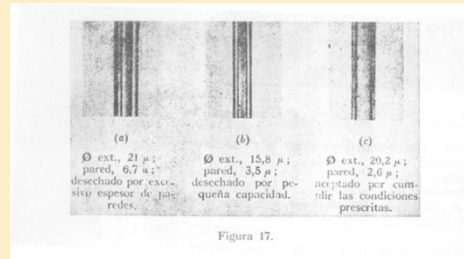 (a)
Ø ext., 21 µ;
pared, 6,7 µ;
desechado por exce-
sivo espesor de pa-
redes.
(b)
Ø ext., 15,8 µ;
pared, 3,5 µ;
desechado por pe-
queña capacidad.
(c)
Ø ext., 20,2 µ;
pared, 2,6 µ;
aceptado por cum-
plir las condiciones
prescritas.
Figura 17.